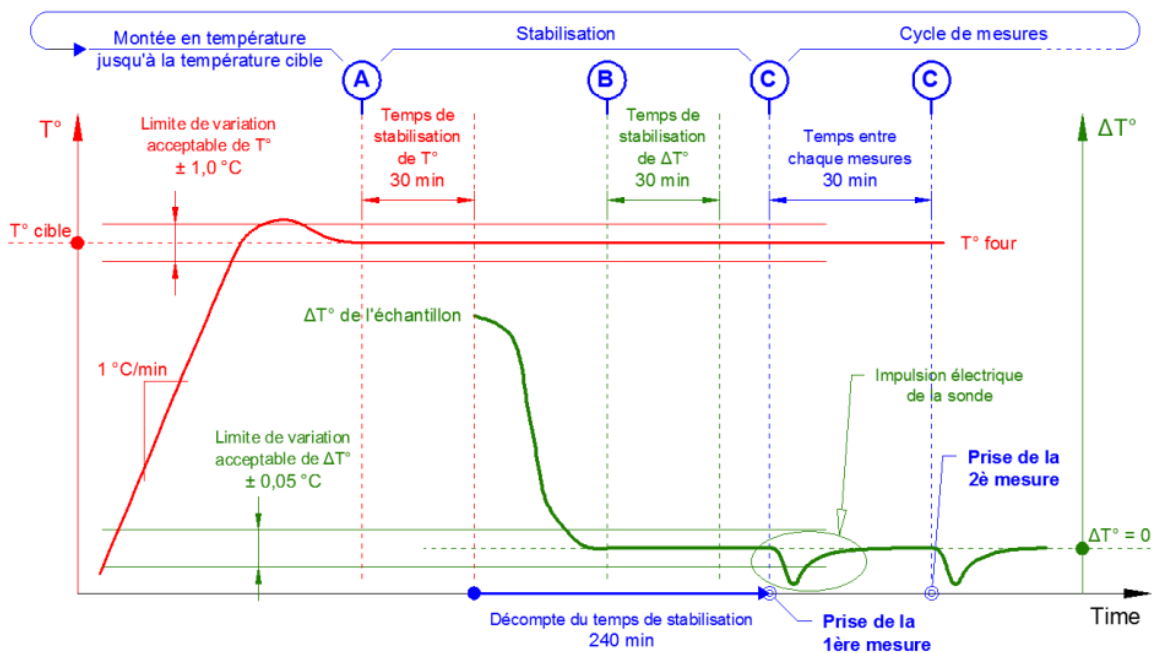 Montée en température
jusqu'à la température cible
Stabilisation
Cycle de mesures
A
B
C
C
T°
Limite de variation
acceptable de T°
± 1,0 °C
Temps de
stabilisation
de T°
30 min
Temps de
stabilisation
de ΔT°
30 min
Temps entre
chaque mesures
30 min
ΔT°
T° cible
T° four
ΔT° de l'échantillon
1 °C/min
Impulsion électrique
de la sonde
Limite de variation
acceptable de ΔT°
± 0,05 °C
Prise de la
2è mesure
ΔT° = 0
Décompte du temps de stabilisation
240 min
Prise de la
1ère mesure
Time